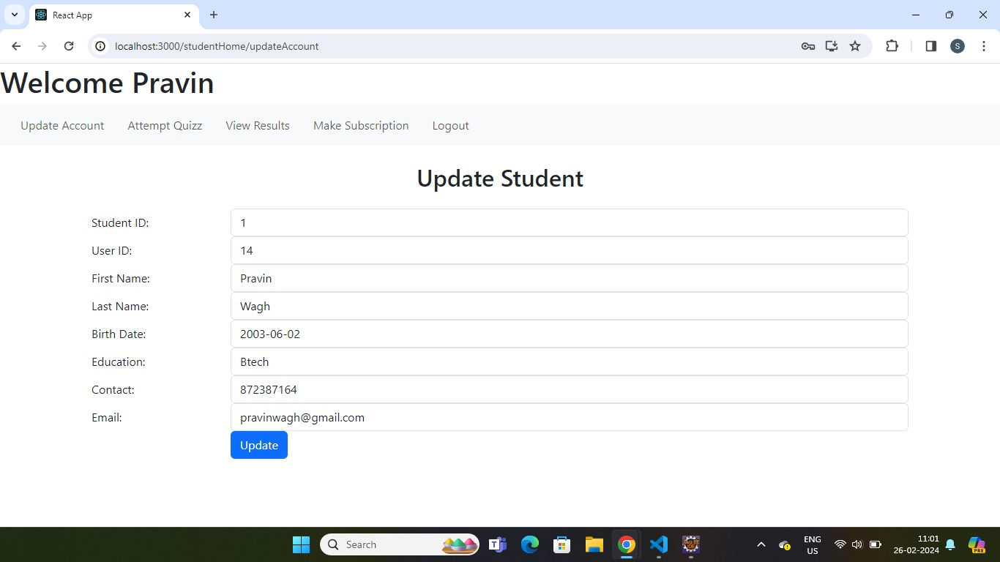 React App
localhost:3000/studentHome/updateAccount
S
Welcome Pravin
Update Account Attempt Quizz View Results Make Subscription Logout
Update Student
Student ID: 1
User ID: 14
First Name: Pravin
Last Name: Wagh
Birth Date: 2003-06-02
Education: Btech
Contact: 872387164
Email: pravinwagh@gmail.com
Update
Search
ENG
US
11:01
26-02-2024
PRE